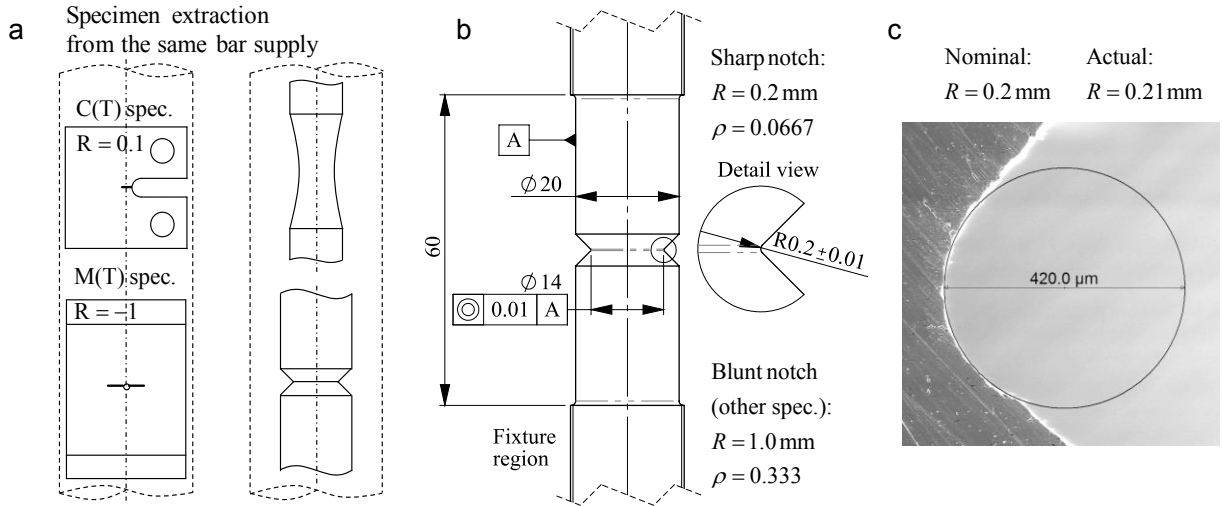 a
Specimen extraction
from the same bar supply
C(T) spec.
R = 0.1
M(T) spec.
R = −1
b
60
A
∅ 20
∅ 14
0.01 A
Fixture
region
Sharp notch:
R = 0.2 mm
ρ = 0.0667
Detail view
R0.2±0.01
Blunt notch
(other spec.):
R = 1.0 mm
ρ = 0.333
c
Nominal: Actual:
R = 0.2 mm R = 0.21 mm
420.0 µm